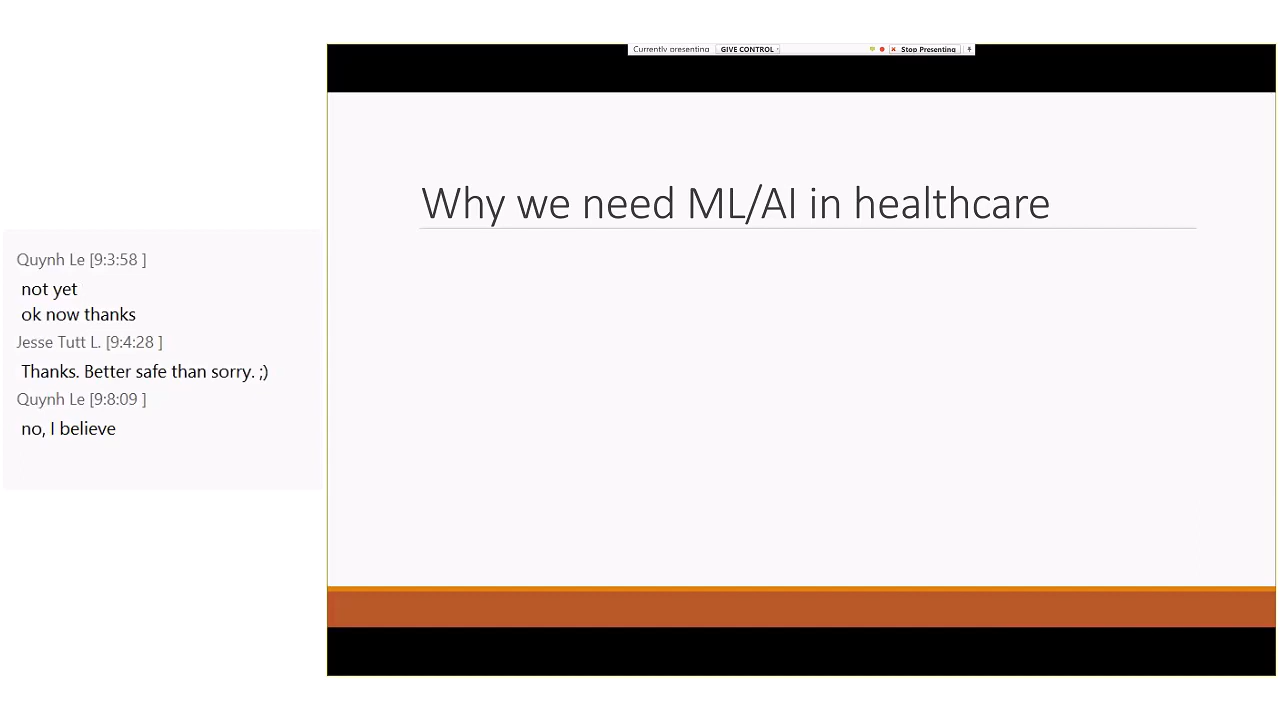 Currently presenting GIVE CONTROL Stop Presenting
Why we need ML/AI in healthcare
Quynh Le [9:3:58 ]
not yet
ok now thanks
Jesse Tutt L. [9:4:28 ]
Thanks. Better safe than sorry. ;)
Quynh Le [9:8:09 ]
no, I believe